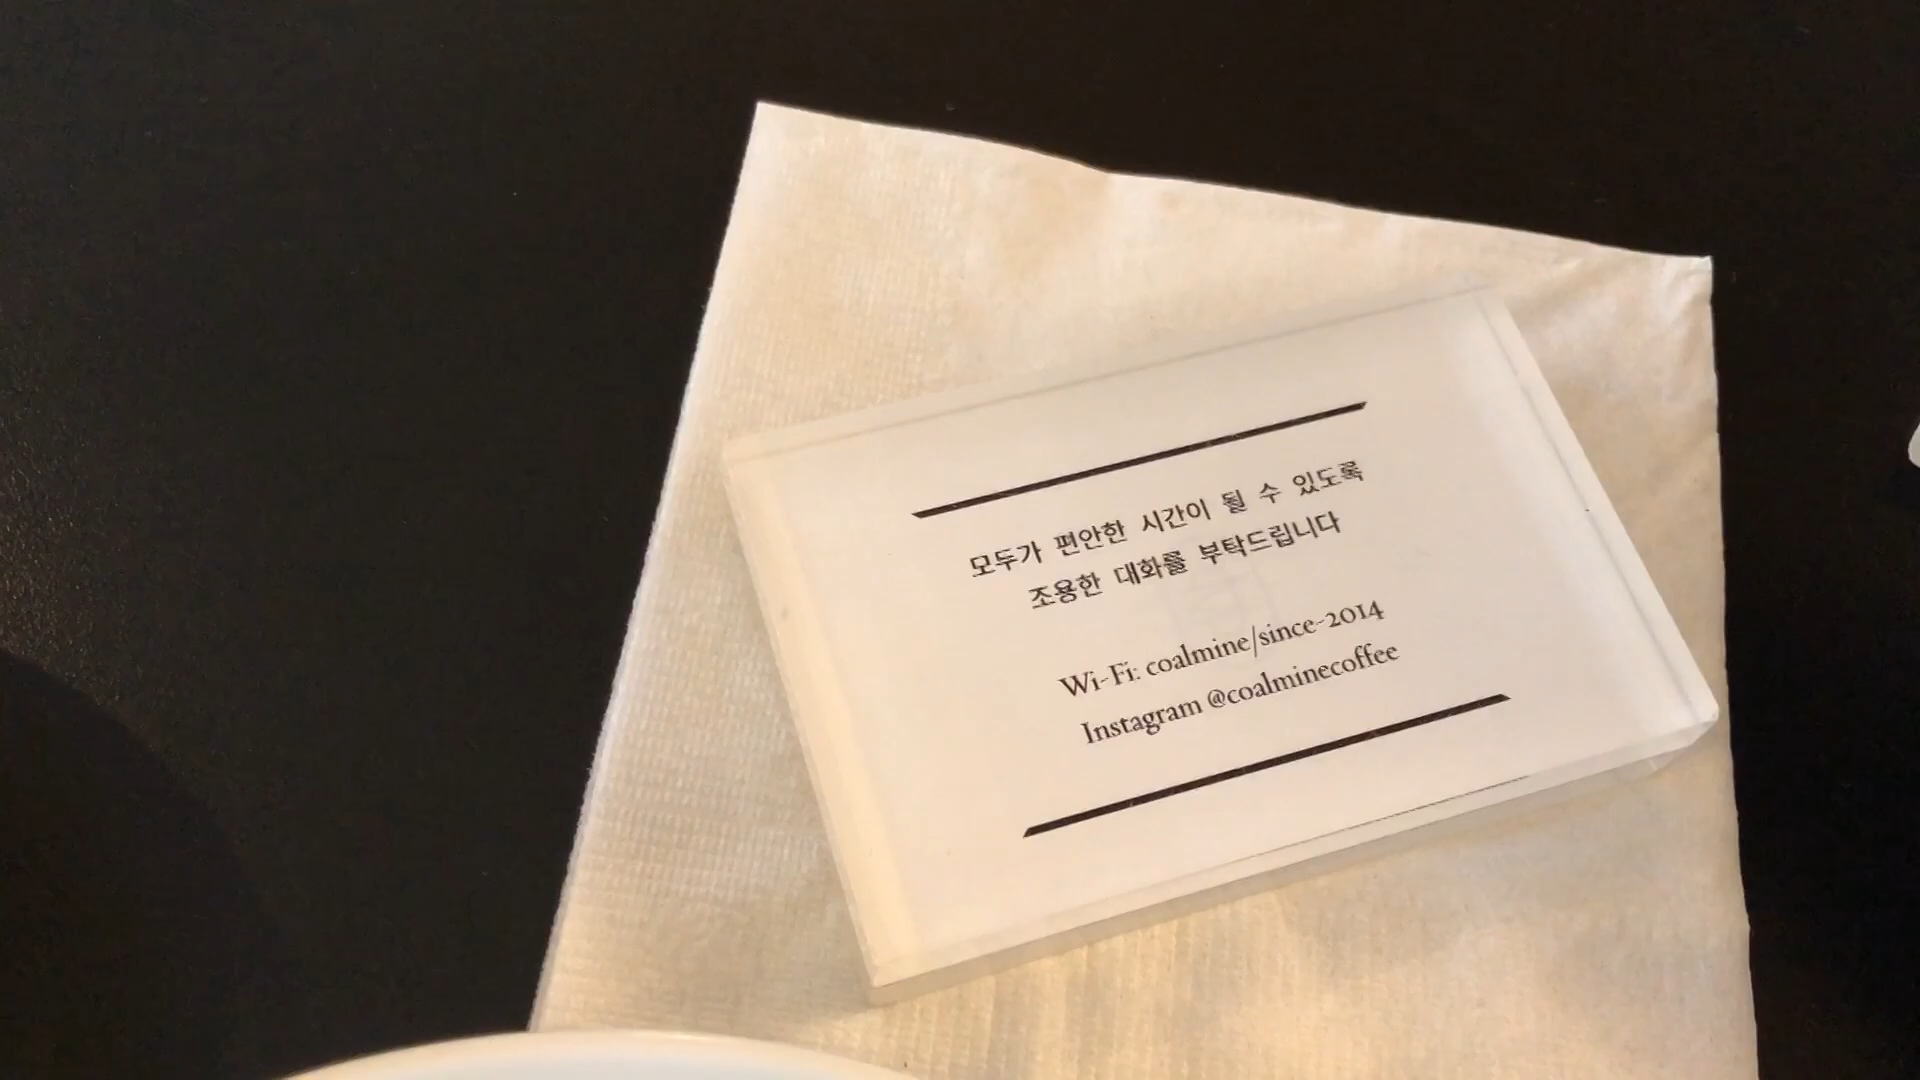 모두가 편안한 시간이 될 수 있도록
조용한 대화를 부탁드립니다
Wi-Fi: coalmine/since-2014
Instagram @coalminecoffee